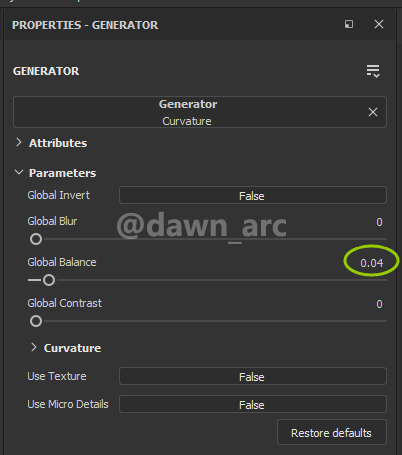 PROPERTIES - GENERATOR
GENERATOR
Generator
Curvature
Attributes
Parameters
Global Invert False
Global Blur 0
@dawn_arc
Global Balance 0.04
Global Contrast 0
Curvature
Use Texture False
Use Micro Details False
Restore defaults